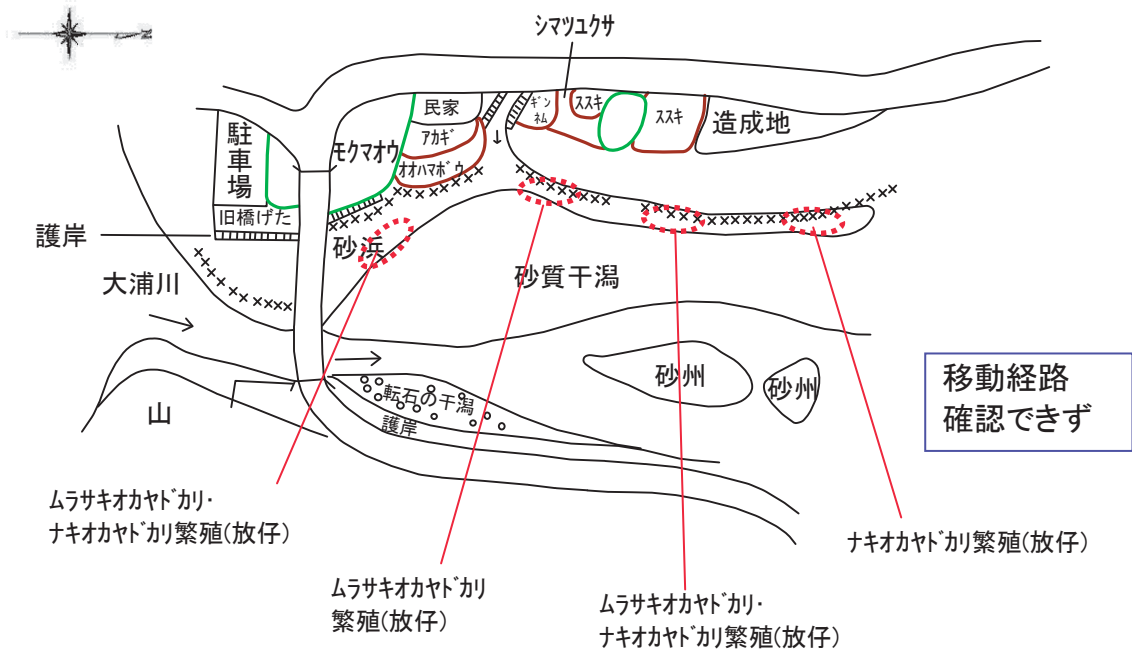 シマツユクサ
民家
アカギ
オオハマボウ
モクマオウ
ギン
ネム
ススキ
ススキ
造成地
駐車場
旧橋げた
護岸
砂浜
大浦川
砂質干潟
砂州
砂州
転石の干潟
護岸
山
移動経路
確認できず
ムラサキオカヤドカリ・
ナキオカヤドカリ繁殖(放仔)
ムラサキオカヤドカリ
繁殖(放仔)
ムラサキオカヤドカリ・
ナキオカヤドカリ繁殖(放仔)
ナキオカヤドカリ繁殖(放仔)